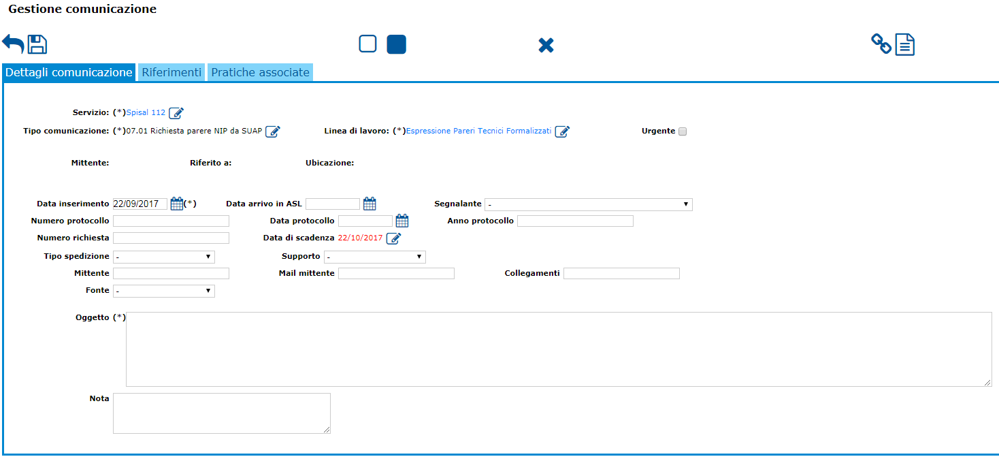 Gestione comunicazione
Dettagli comunicazione Riferimenti Pratiche associate
Servizio: (*)Spisal 112
Tipo comunicazione: (*)07.01 Richiesta parere NIP da SUAP Linea di lavoro: (*)Espressione Pareri Tecnici Formalizzati Urgente
Mittente: Riferito a: Ubicazione:
Data inserimento 22/09/2017 (*) Data arrivo in ASL Segnalante -
Numero protocollo Data protocollo Anno protocollo
Numero richiesta Data di scadenza 22/10/2017
Tipo spedizione - Supporto -
Mittente Mail mittente Collegamenti
Fonte -
Oggetto (*)
Nota